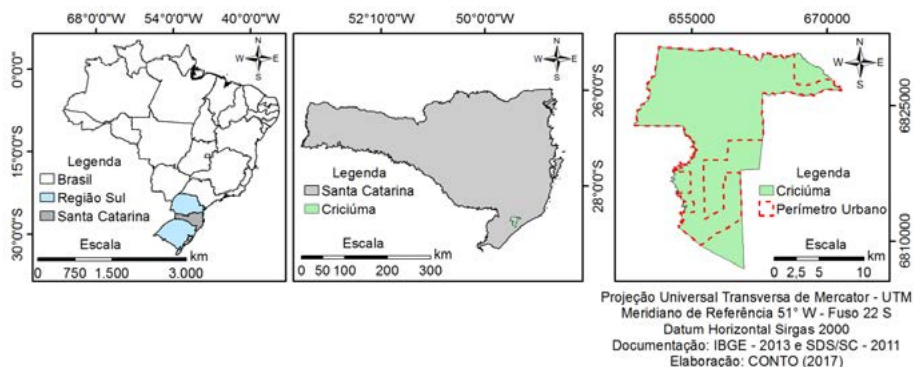 68°0'0"W 54°0'0"W 40°0'0"W
0°0'0"
15°0'0"S
30°0'0"S
N
W E
S
Legenda
Brasil
Região Sul
Santa Catarina
Escala
km
0 750 1.500 3.000
52°10'0"W 50°0'0"W
26°0'0"S
28°0'0"S
N
W E
S
Legenda
Santa Catarina
Criciúma
Escala
km
0 50 100 200 300
655000 670000
6825000
6810000
N
W E
S
Legenda
Criciúma
Perímetro Urbano
Escala
km
0 2,5 5 10
Projeção Universal Transversa de Mercator - UTM
Meridiano de Referência 51° W - Fuso 22 S
Datum Horizontal Sirgas 2000
Documentação: IBGE - 2013 e SDS/SC - 2011
Elaboração: CONTO (2017)